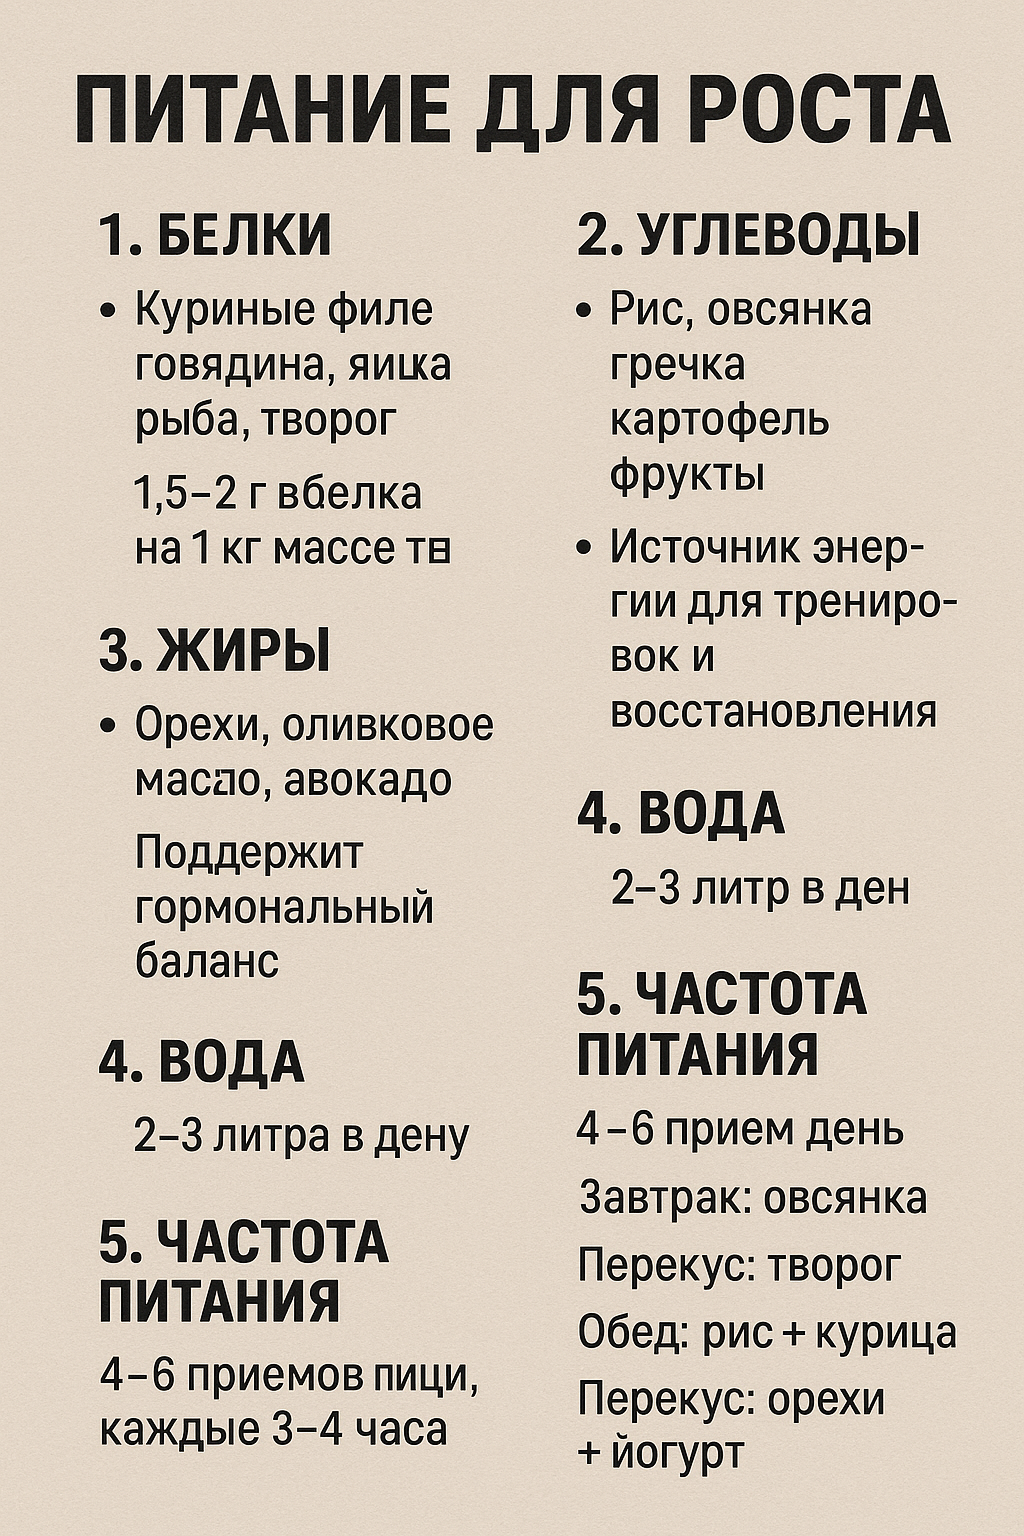 ПИТАНИЕ ДЛЯ РОСТА
1. БЕЛКИ
• Куриные филе
говядина,
рыба, творог
1,5–2 г вбелка
на 1 кг массе
3. ЖИРЫ
• Орехи, оливковое
масло, авокадо
Поддержит
гормональный
баланс
4. ВОДА
2–3 литра в дену
5. ЧАСТОТА
ПИТАНИЯ
4–6 приемов пици,
каждые 3–4 часа
2. УГЛЕВОДЫ
• Рис, овсянка
гречка
картофель
фрукты
• Источник энер-
гии для трениро-
вок и
восстановления
4. ВОДА
2–3 литр в ден
5. ЧАСТОТА
ПИТАНИЯ
4–6 прием день
Завтрак: овсянка
Перекус: творог
Обед: рис + курица
Перекус: орехи
+ йогурт